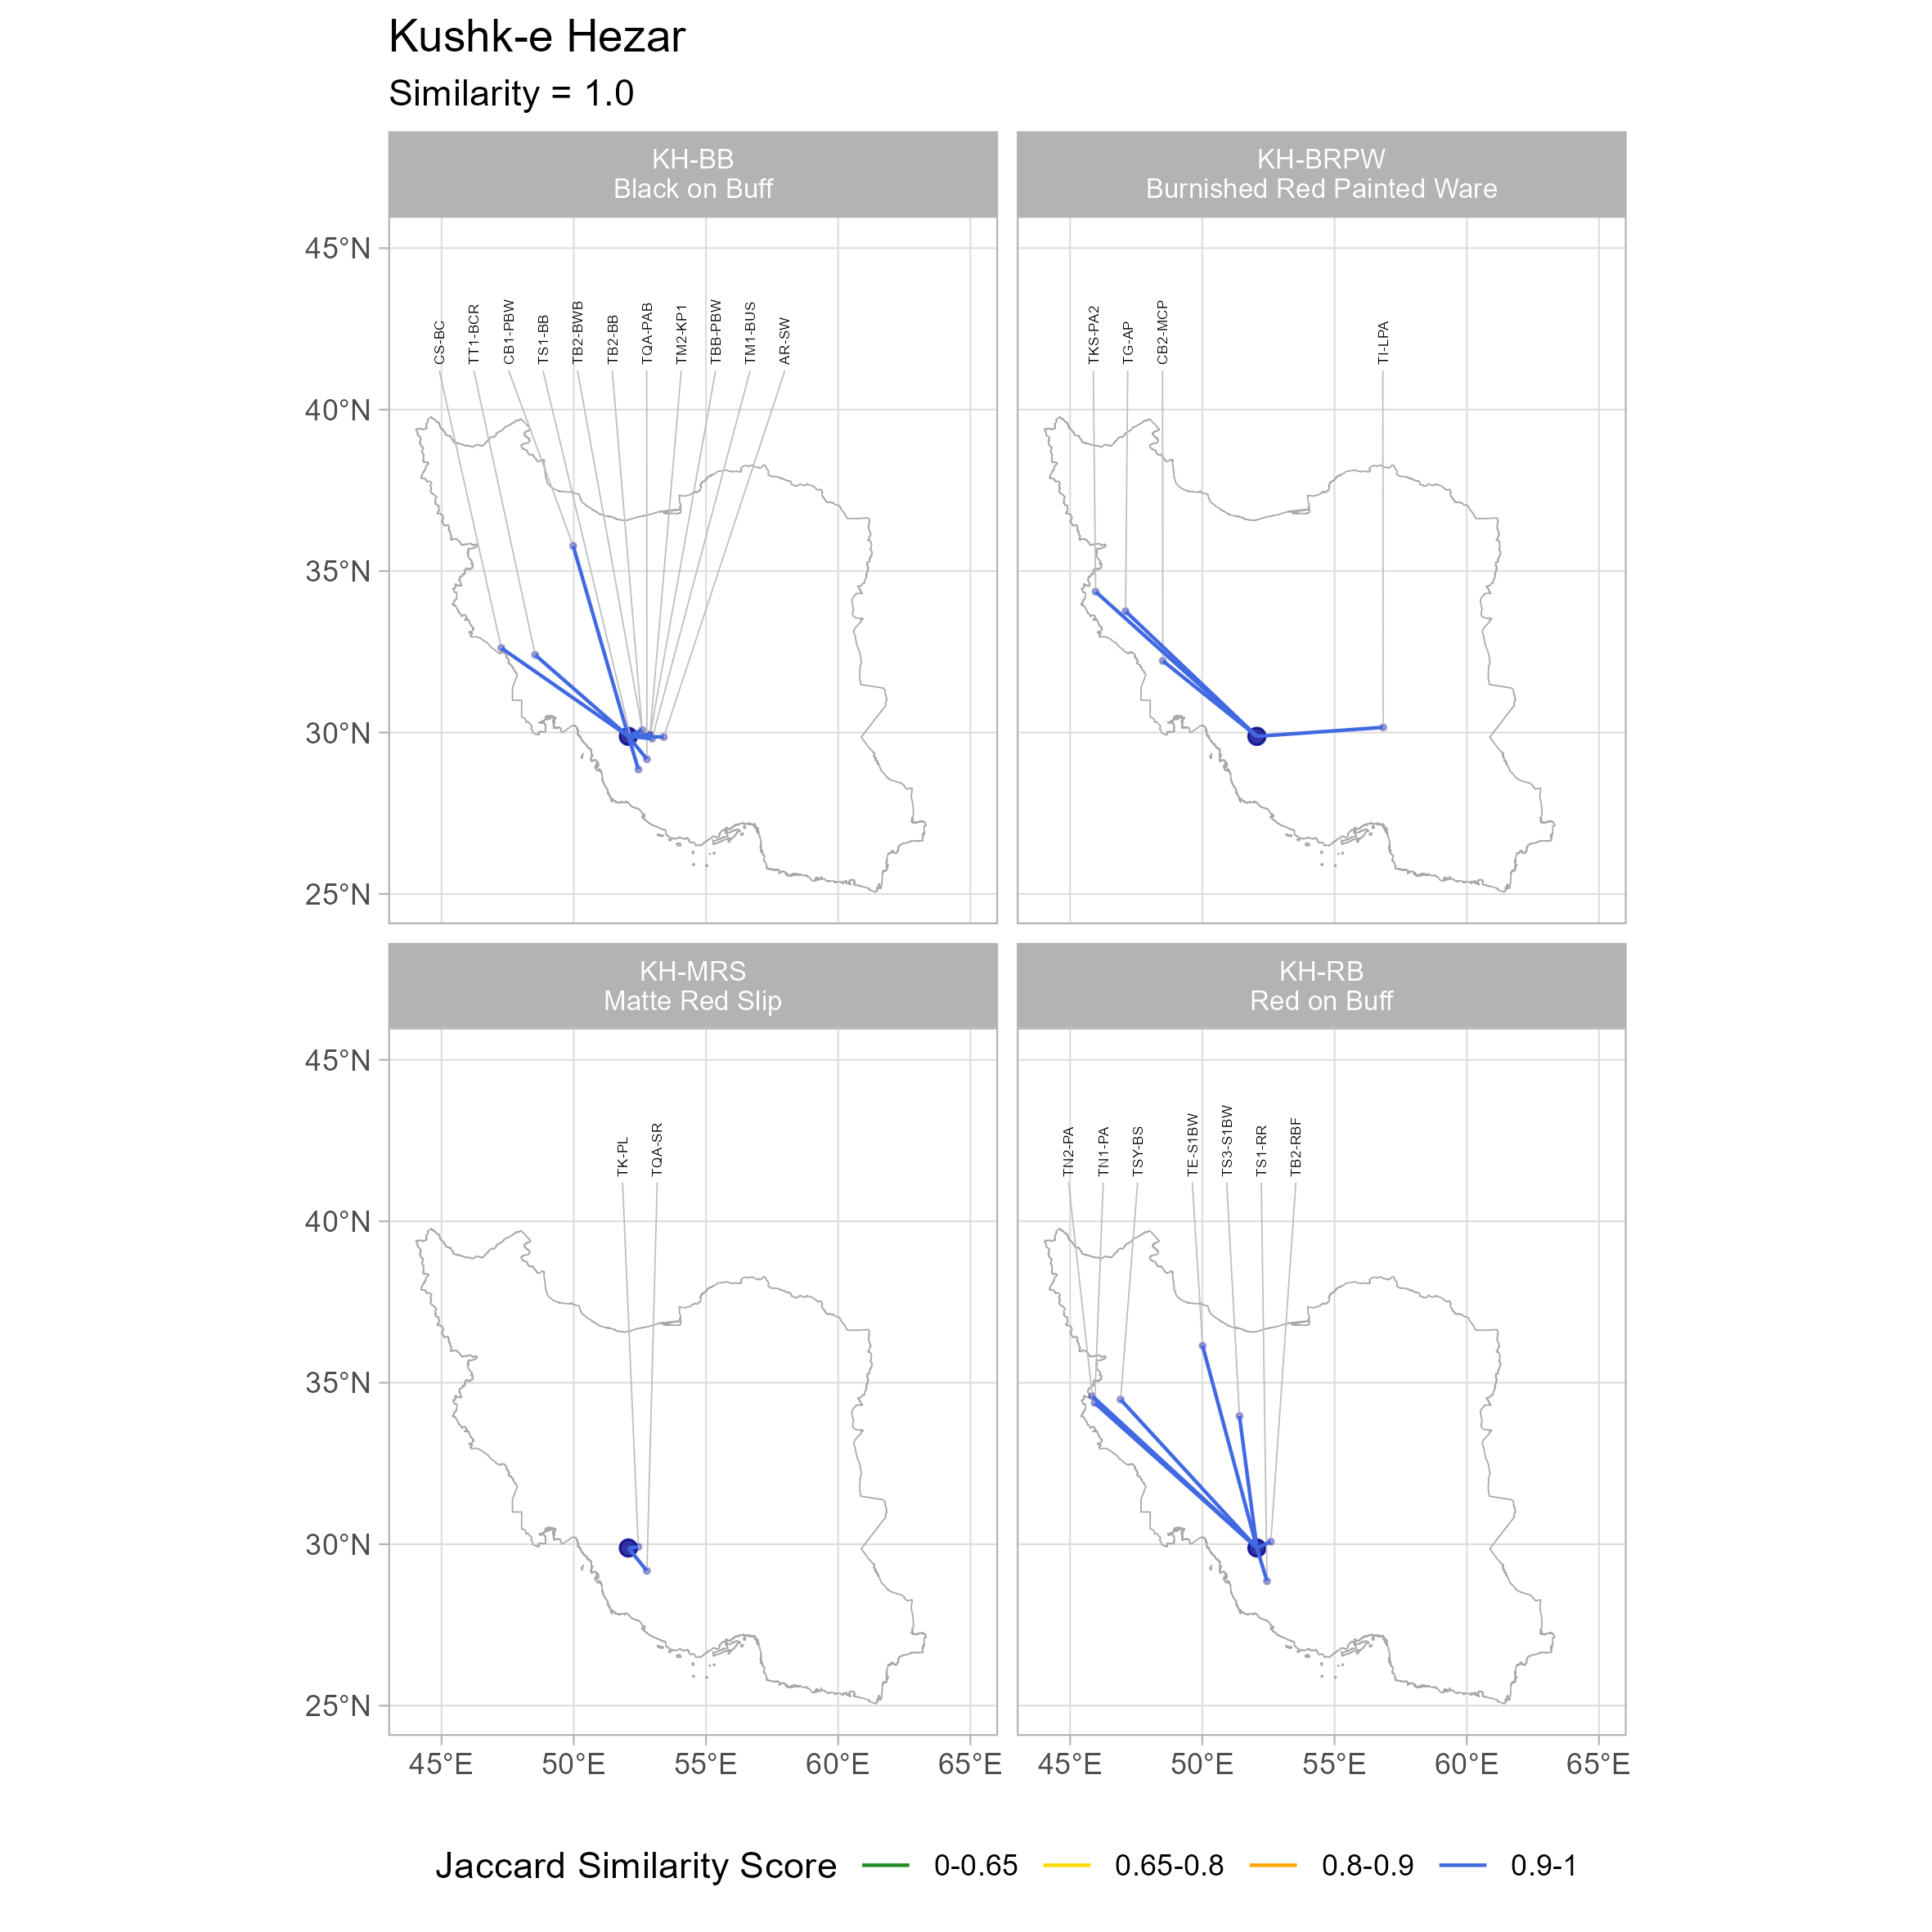 Kushk-e Hezar
Similarity = 1.0
KH-BB
Black on Buff
45°N
40°N
35°N
30°N
25°N
CS-BC
TT1-BCR
CB1-PBW
TS1-BB
TB2-BWB
TB2-BB
TQA-PAB
TM2-KP1
TBB-PBW
TM1-BUS
AR-SW
KH-BRPW
Burnished Red Painted Ware
TKS-PA2
TG-AP
CB2-MCP
TI-LPA
KH-MRS
Matte Red Slip
45°N
40°N
35°N
30°N
25°N
TK-PL
TQA-SR
45°E 50°E 55°E 60°E 65°E
KH-RB
Red on Buff
TN2-PA
TN1-PA
TSY-BS
TE-S1BW
TS3-S1BW
TS1-RR
TB2-RBF
45°E 50°E 55°E 60°E 65°E
Jaccard Similarity Score 0-0.65 0.65-0.8 0.8-0.9 0.9-1